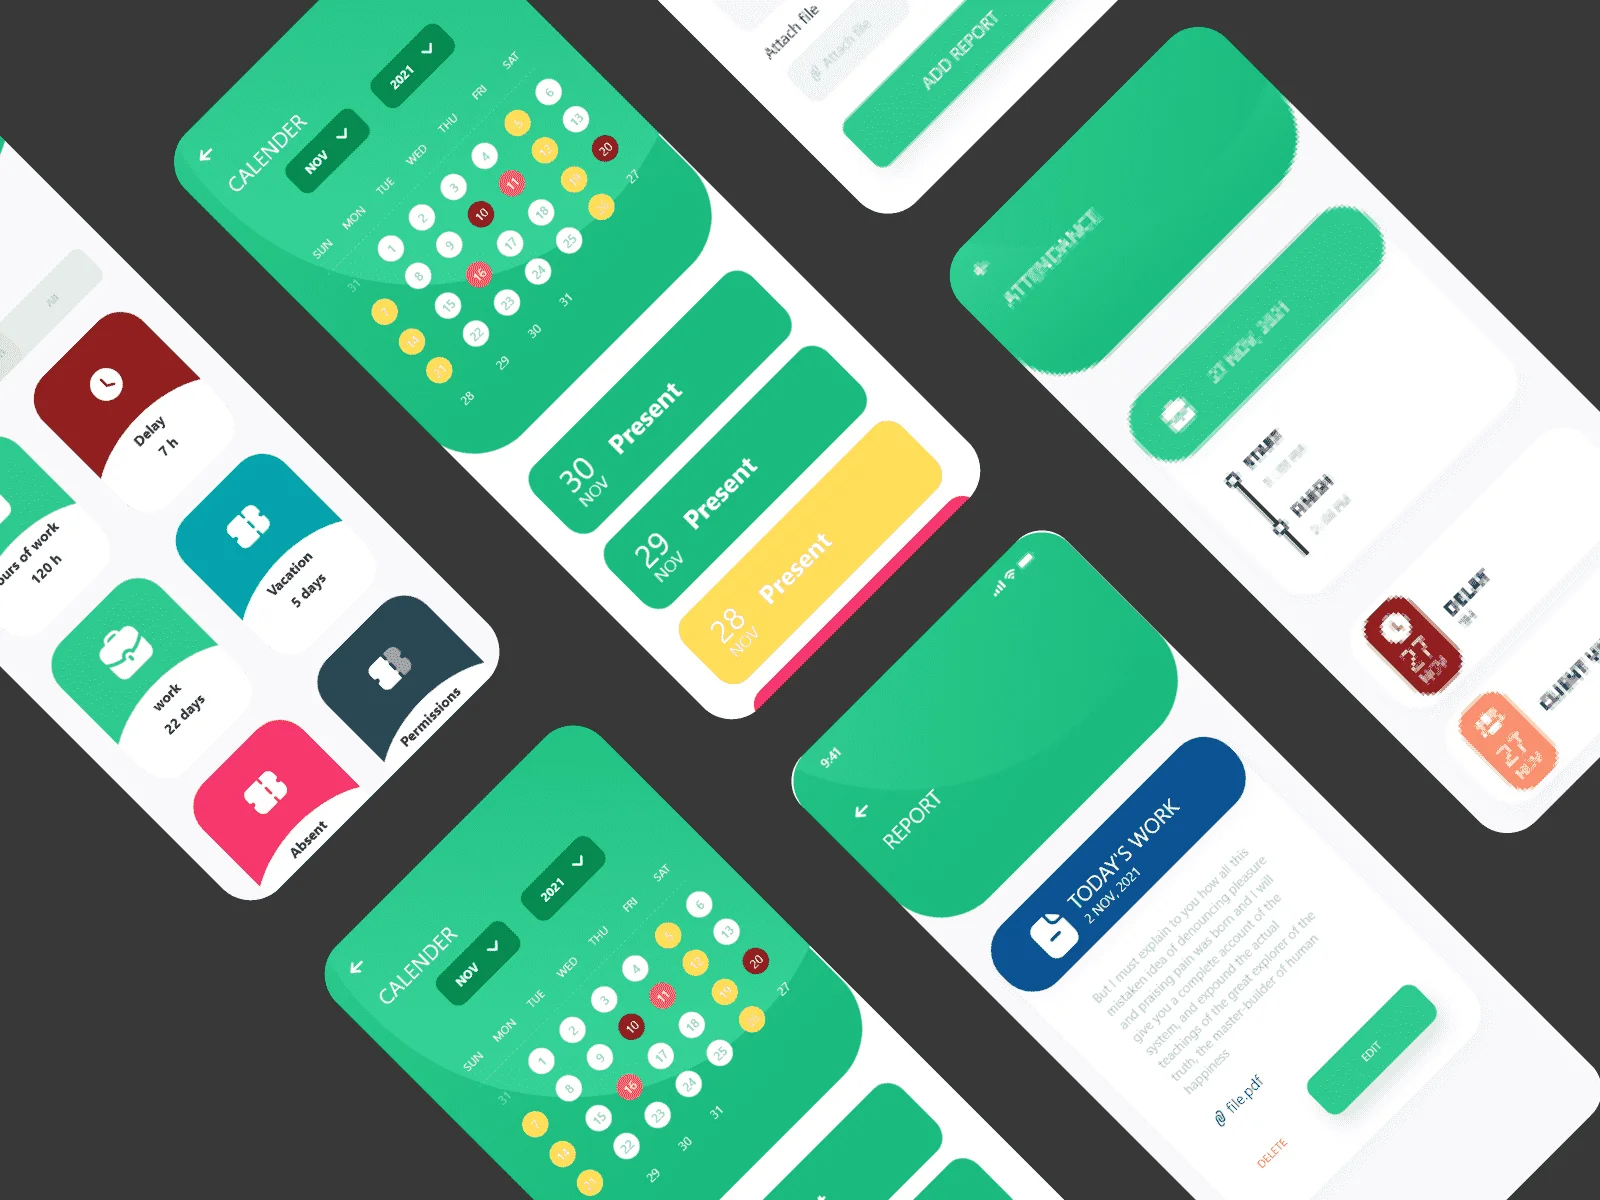 All
Delay
7 h
ours of work
120 h
Vacation
5 days
work
22 days
Permissions
Absent
CALENDER
NOV
2021
SUN MON TUE WED THU FRI SAT
31 1 2 3 4 5 6
7 8 9 10 11 12 13
14 15 16 17 18 19 20
21 22 23 24 25 26 27
28 29 30 31
30
NOV
Present
29
NOV
Present
28
NOV
Present
Attach file
Attach file
ADD REPORT
ATTENDANCE
27 NOV, 2021
DELAY
27
NOV
27
NOV
9:41
REPORT
TODAY'S WORK
2 NOV, 2021
But I must explain to you how all this
mistaken idea of denouncing pleasure
and praising pain was born and I will
give you a complete account of the
system, and expound the actual
teachings of the great explorer of the
truth, the master-builder of human
happiness
file.pdf
EDIT
DELETE
CALENDER
NOV
2021
SUN MON TUE WED THU FRI SAT
31 1 2 3 4 5 6
7 8 9 10 11 12 13
14 15 16 17 18 19 20
21 22 23 24 25 26 27
29 30 31